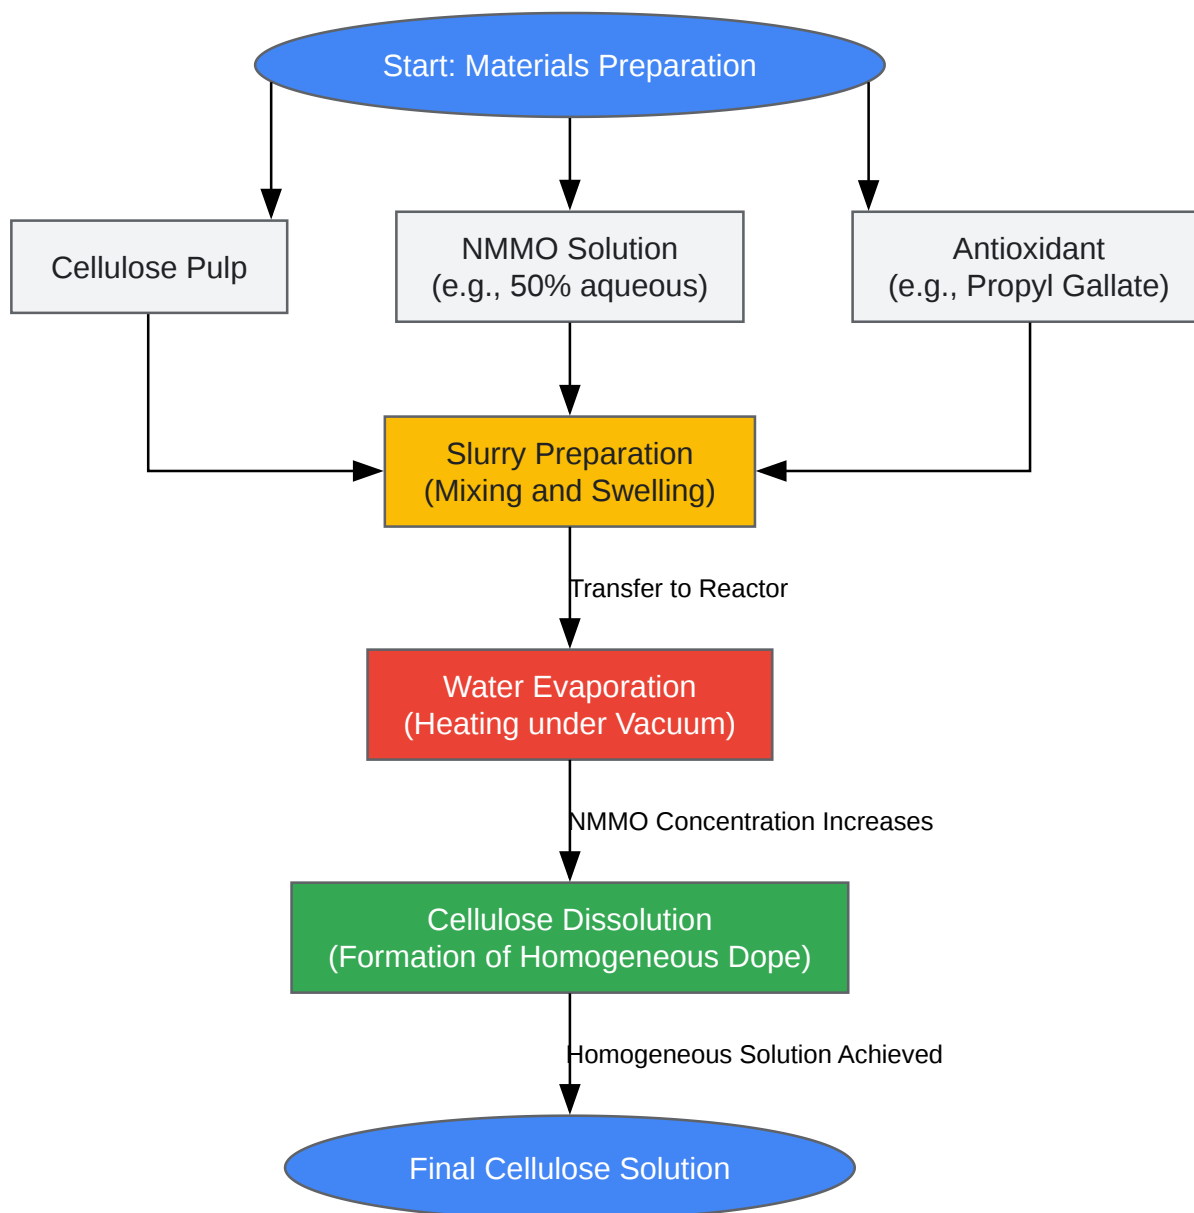 Start: Materials Preparation
Cellulose Pulp
NMMO Solution
(e.g., 50% aqueous)
Antioxidant
(e.g., Propyl Gallate)
Slurry Preparation
(Mixing and Swelling)
Transfer to Reactor
Water Evaporation
(Heating under Vacuum)
NMMO Concentration Increases
Cellulose Dissolution
(Formation of Homogeneous Dope)
Homogeneous Solution Achieved
Final Cellulose Solution